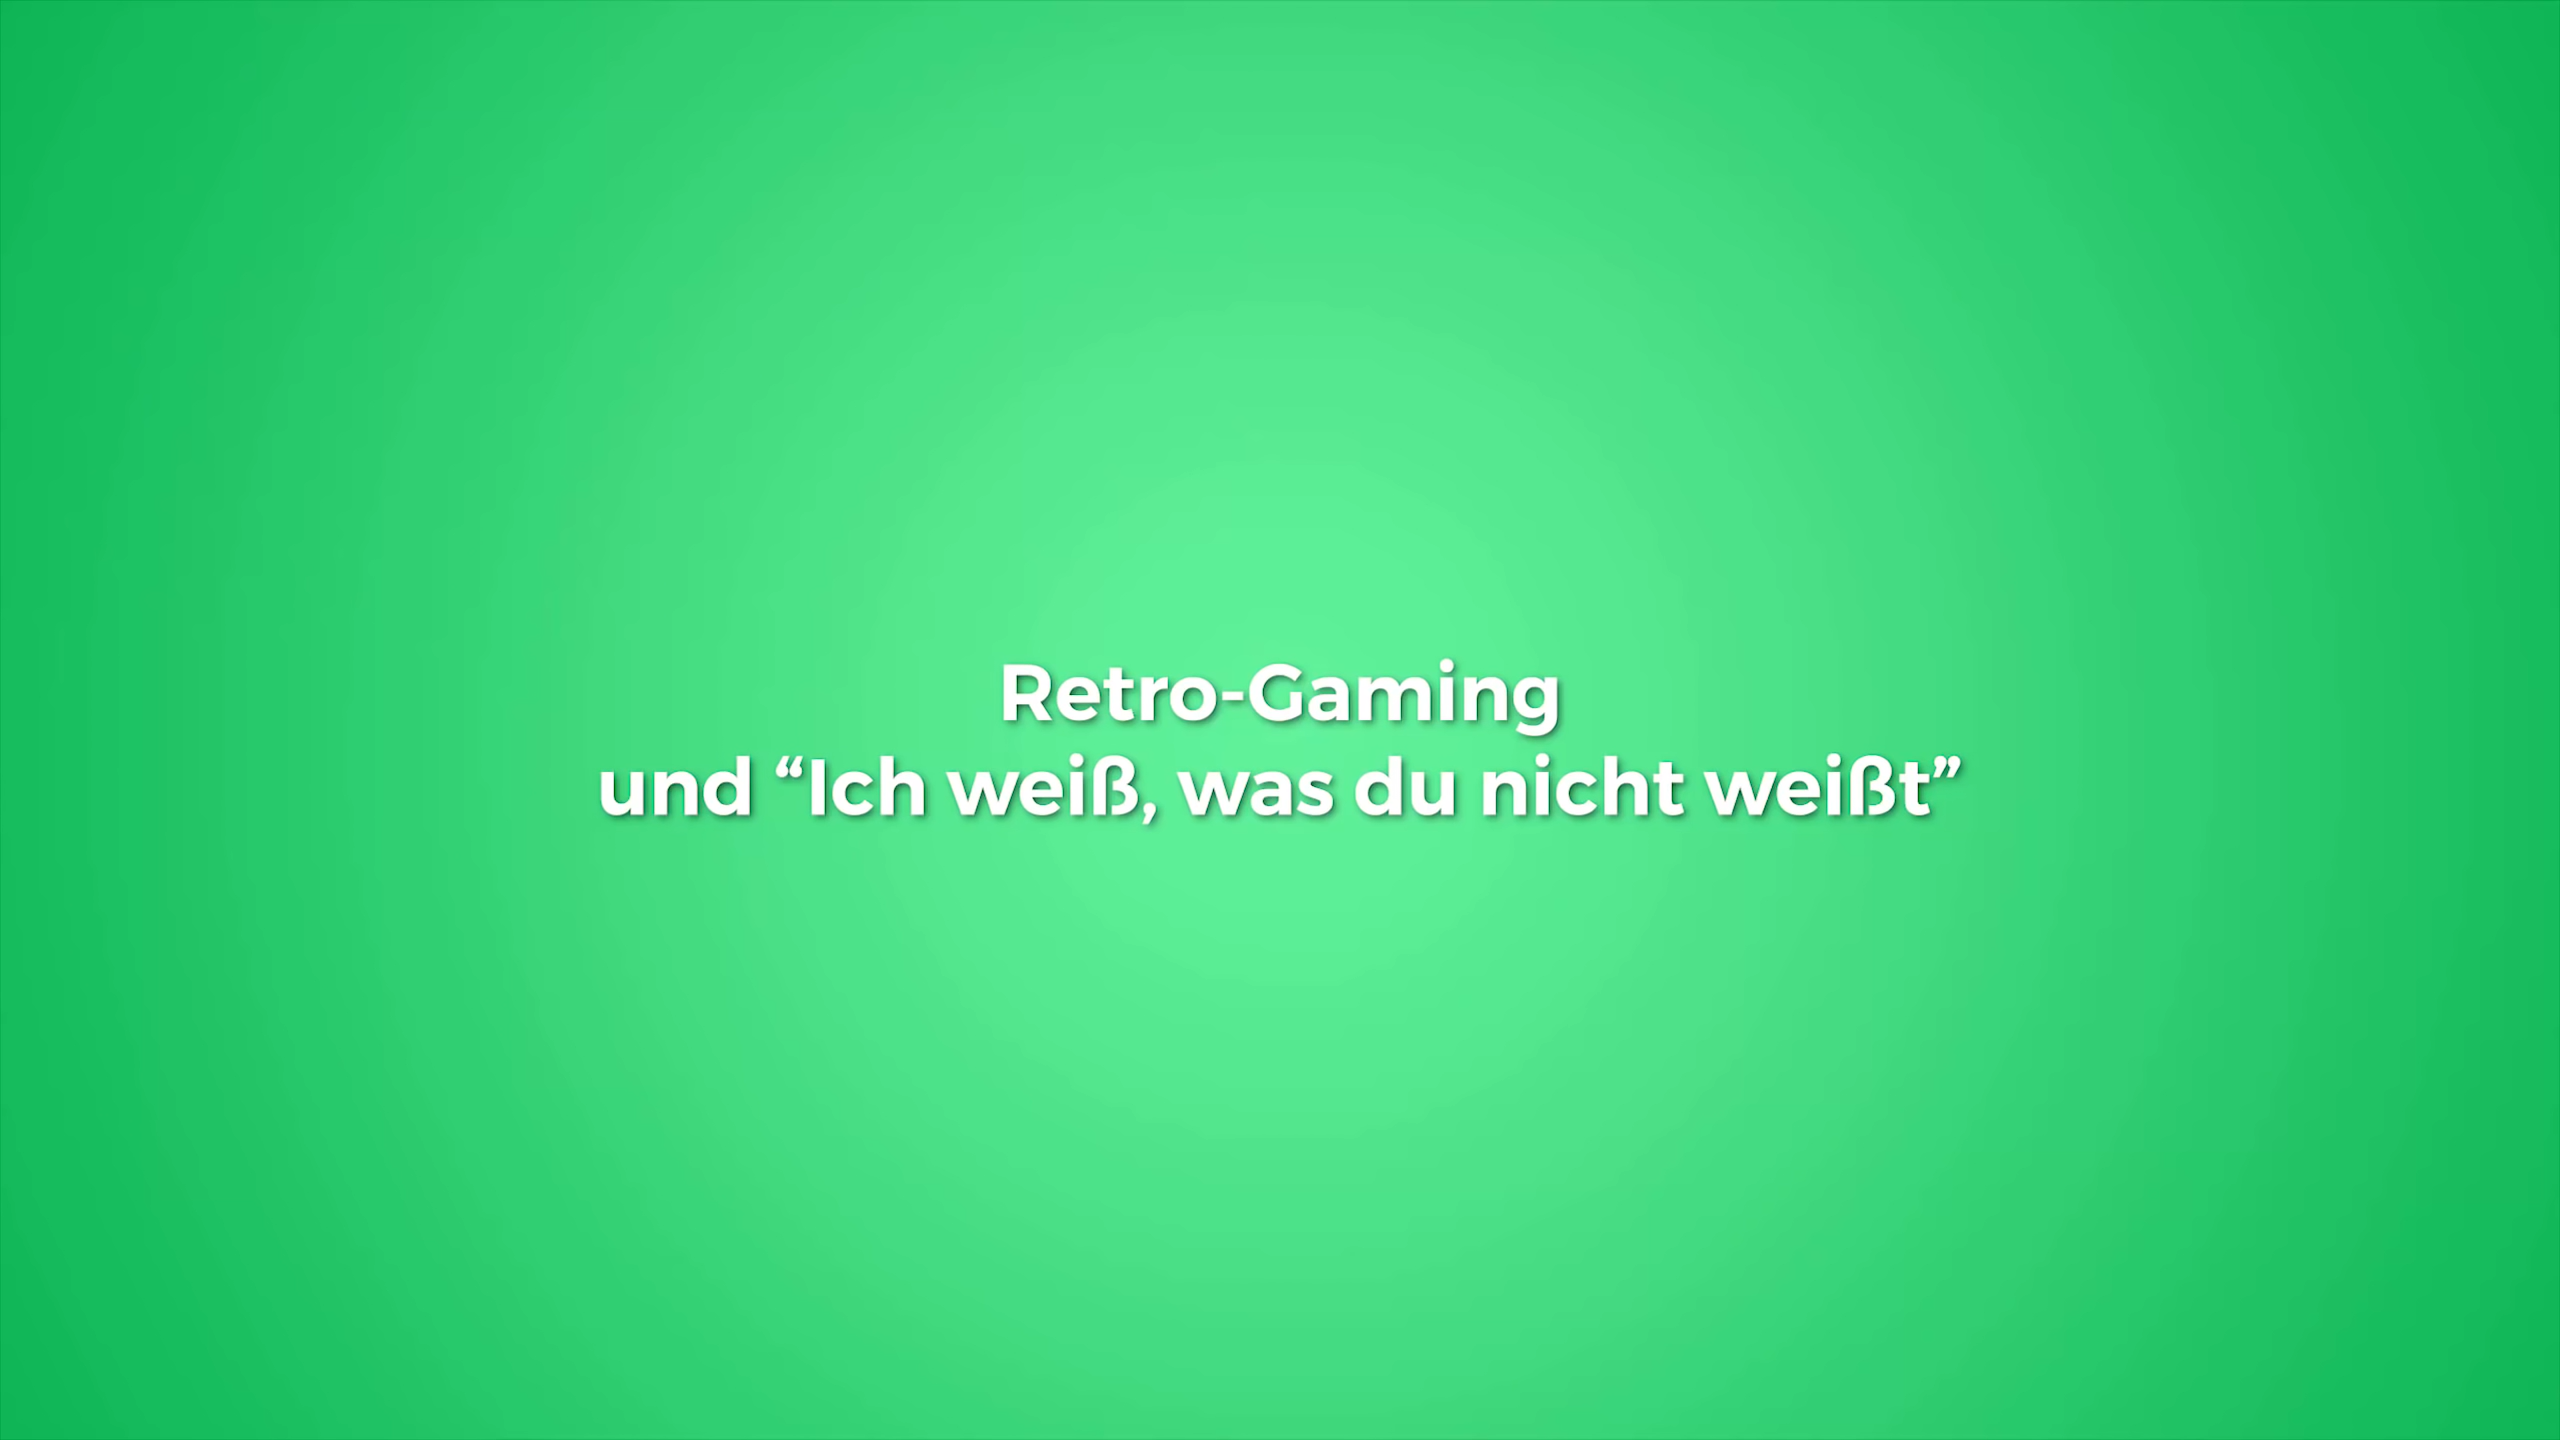 Retro-Gaming
und “Ich weiß, was du nicht weißt”